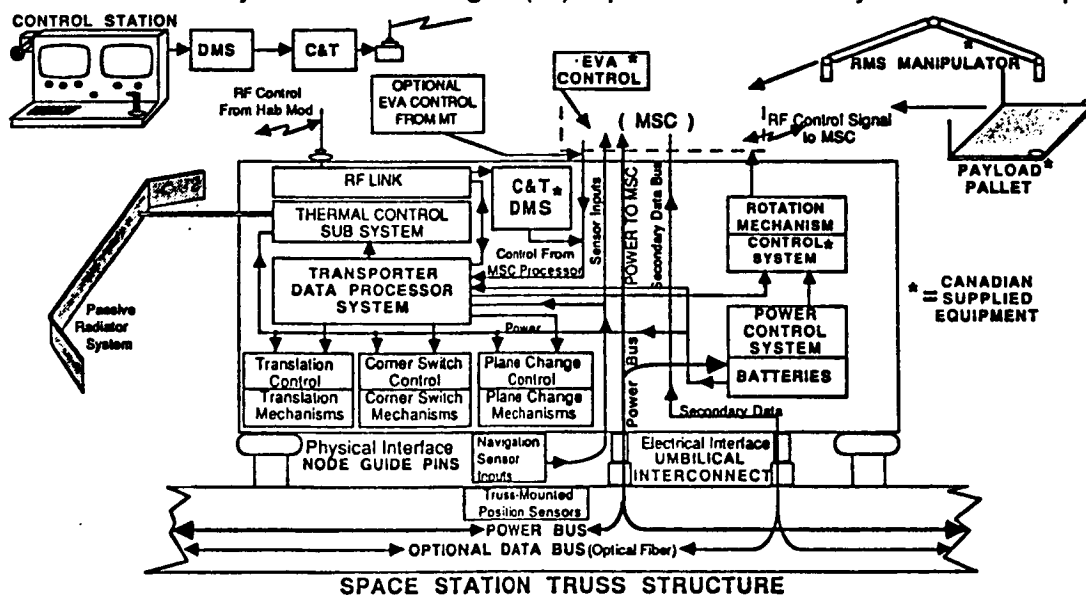 CONTROL STATION
DMS
C&T
·EVA *
CONTROL
*
RMS MANIPULATOR
OPTIONAL
EVA CONTROL
FROM MT
RF Control
From Hab Mod
( MSC )
RF Control Signal
to MSC
PAYLOAD *
PALLET
RF LINK
C&T *
DMS
THERMAL CONTROL
SUB SYSTEM
Sensor Inputs
POWER TO MSC
Secondary Data Bus
ROTATION
MECHANISM
CONTROL *
SYSTEM
Control From
MSC Processor
TRANSPORTER
DATA PROCESSOR
SYSTEM
* = CANADIAN
SUPPLIED
EQUIPMENT
Passive
Radiator
System
Power
POWER
CONTROL
SYSTEM
BATTERIES
Power Bus
Translation
Control
Translation
Mechanisms
Corner Switch
Control
Corner Switch
Mechanisms
Plane Change
Control
Plane Change
Mechanisms
Secondary Data
Physical Interface
NODE GUIDE PINS
Navigation
Sensor
Inputs
Electrical Interface
UMBILICAL
INTERCONNECT
Truss-Mounted
Position Sensors
POWER BUS
OPTIONAL DATA BUS (Optical Fiber)
SPACE STATION TRUSS STRUCTURE